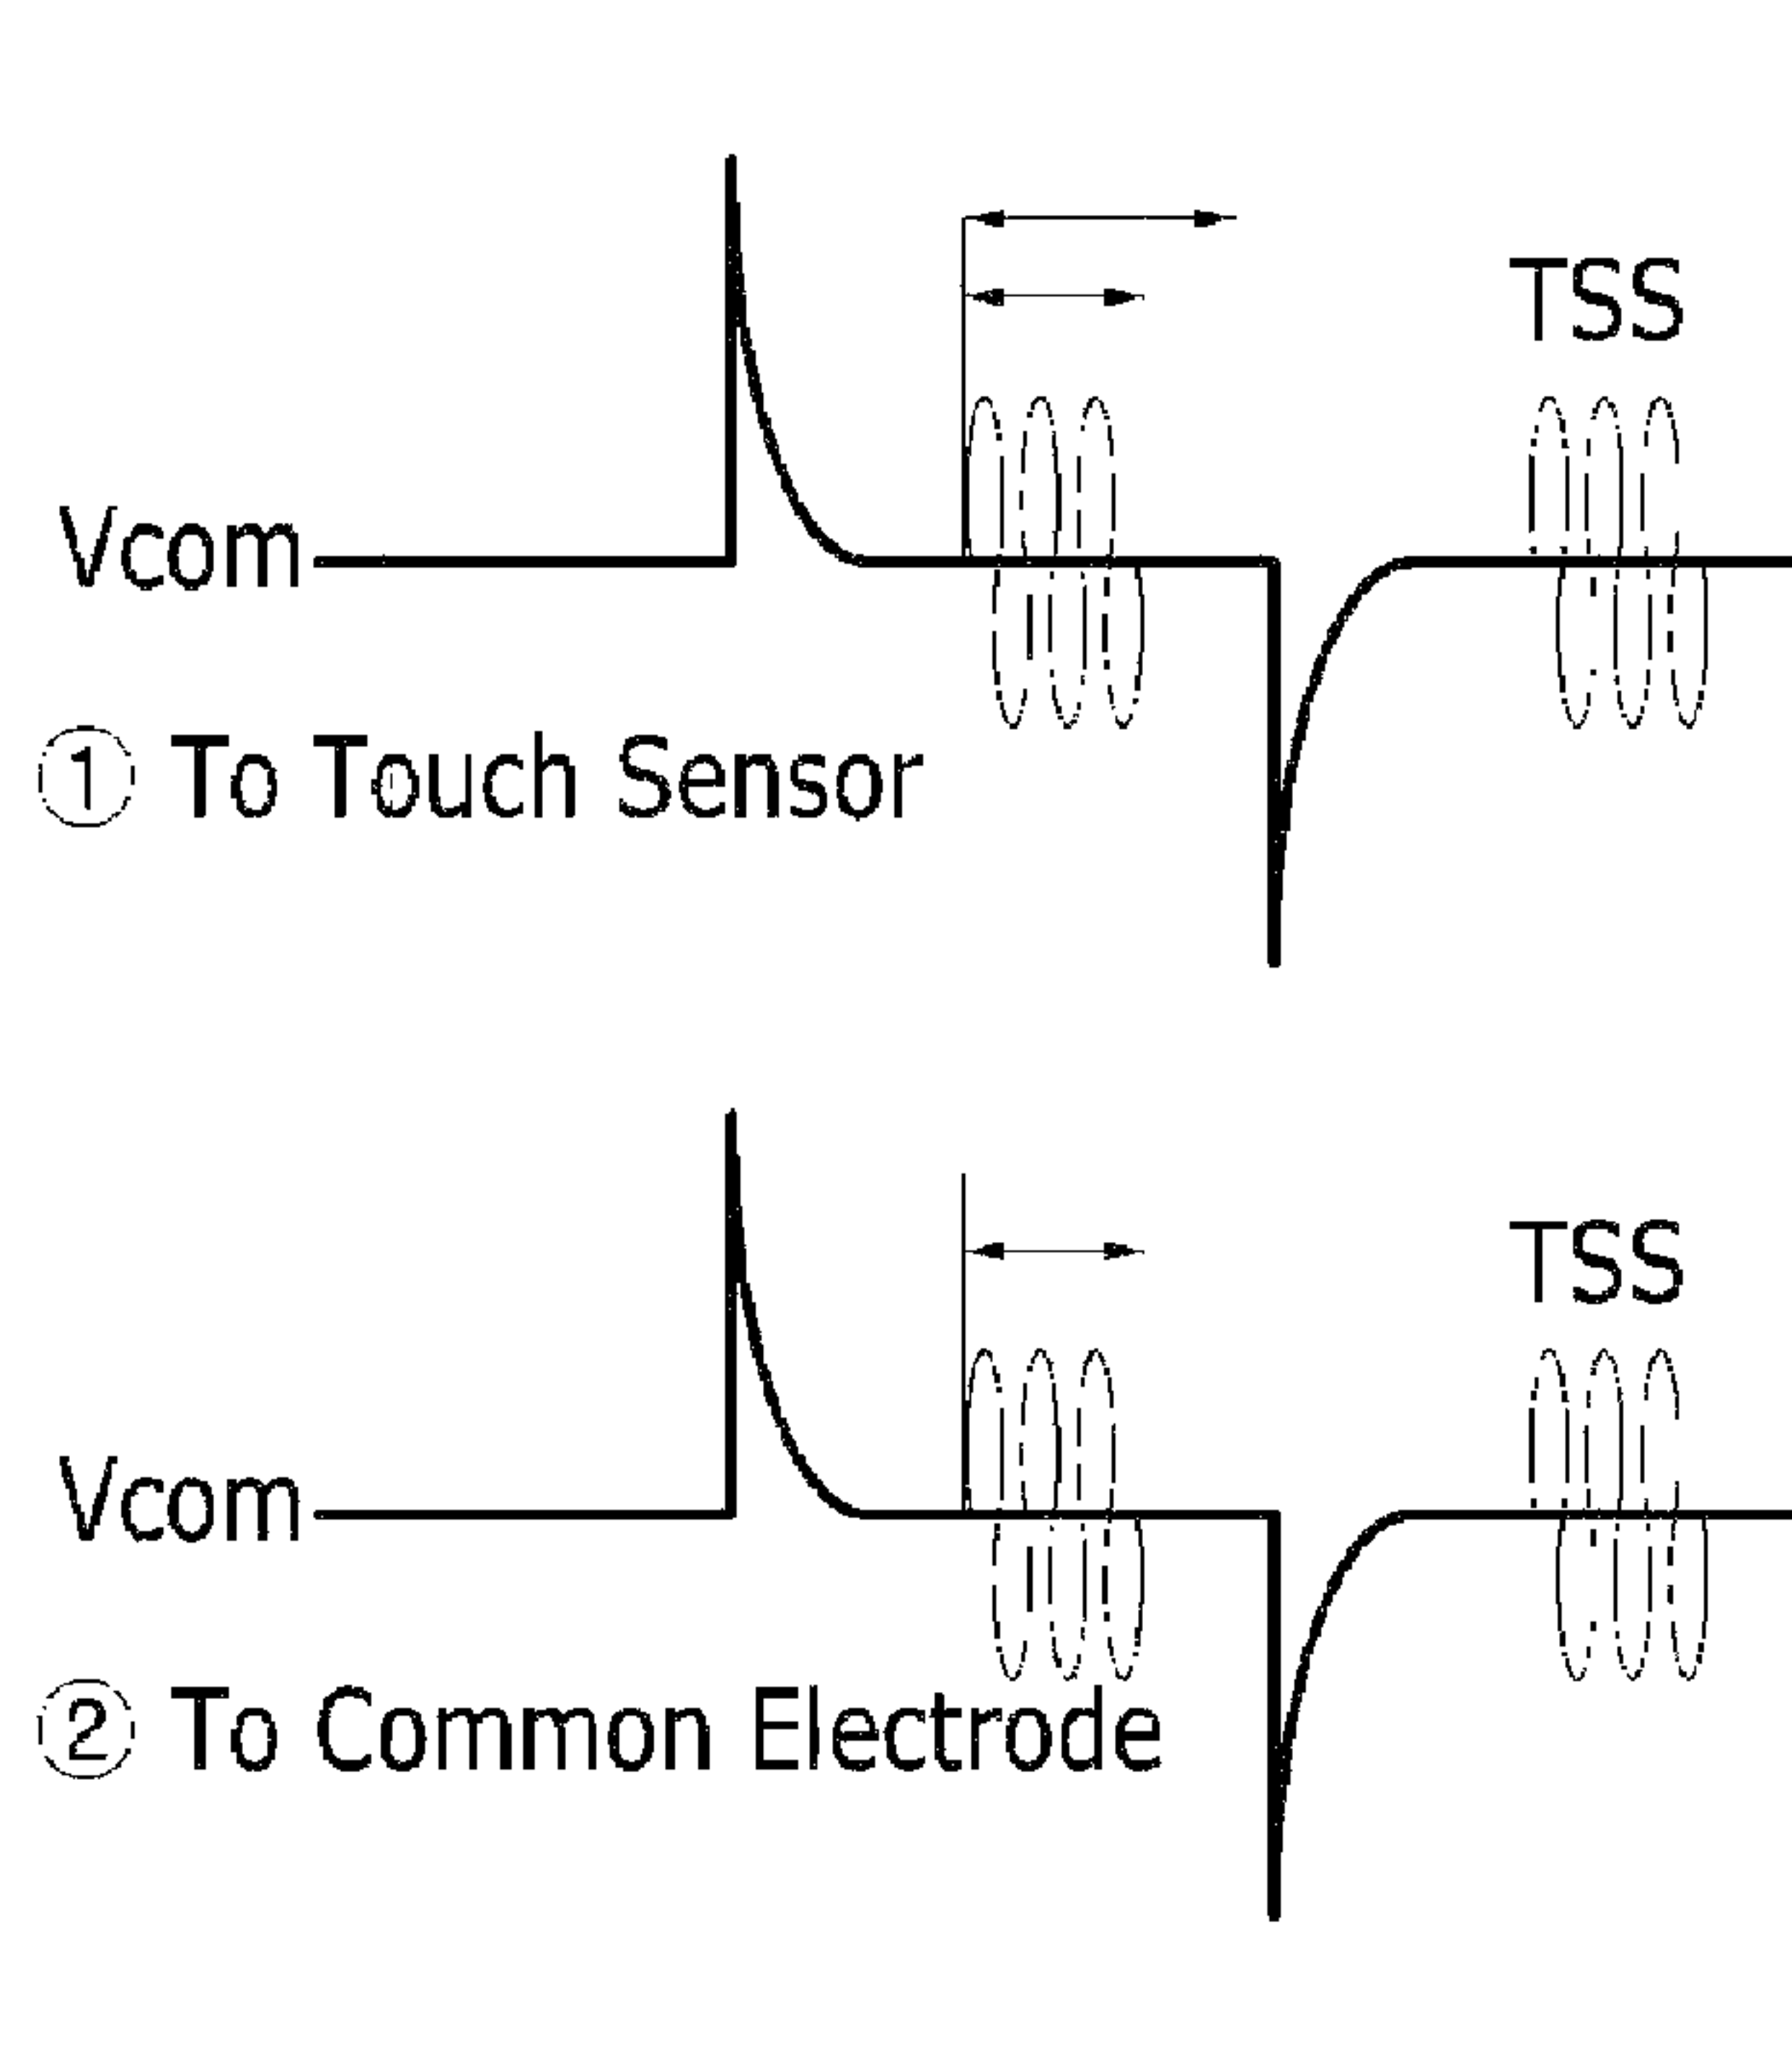 TSS
Vcom
① To Touch Sensor
TSS
Vcom
② To Common Electrode